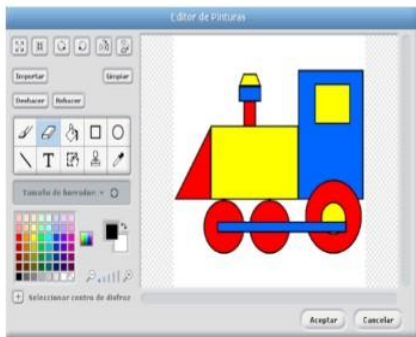 Editor de Pinturas
Importar Limpiar
Deshacer Rehacer
T
Tamaño de borrador:
Seleccionar centro de disfraz
Aceptar Cancelar